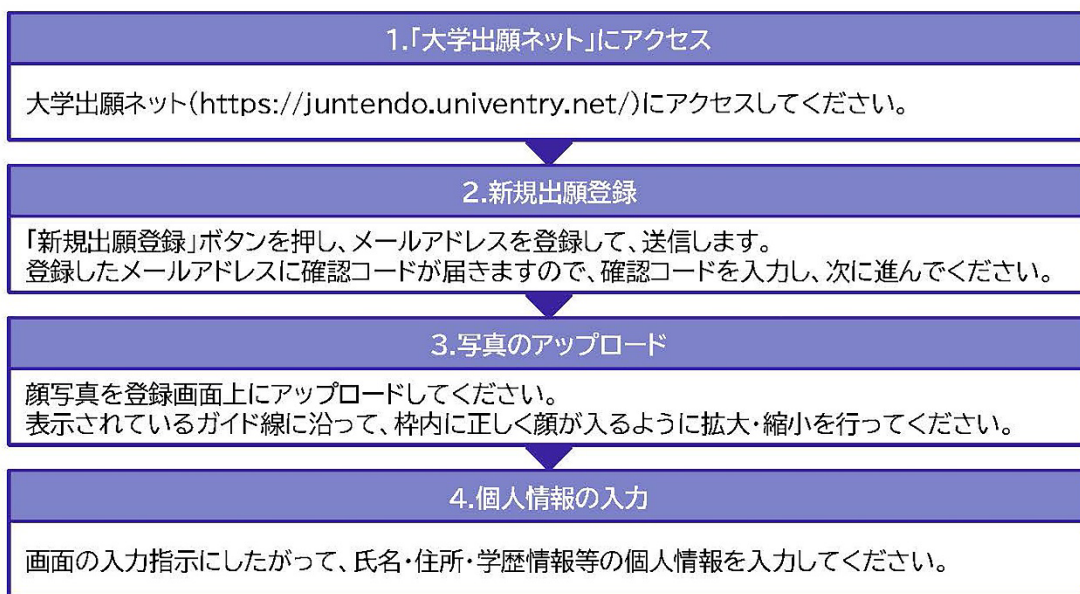 1.「大学出願ネット」にアクセス
大学出願ネット(https://juntendo.univentry.net/)にアクセスしてください。
2.新規出願登録
「新規出願登録」ボタンを押し、メールアドレスを登録して、送信します。
登録したメールアドレスに確認コードが届きますので、確認コードを入力し、次に進んでください。
3.写真のアップロード
顔写真を登録画面上にアップロードしてください。
表示されているガイド線に沿って、枠内に正しく顔が入るように拡大・縮小を行ってください。
4.個人情報の入力
画面の入力指示にしたがって、氏名・住所・学歴情報等の個人情報を入力してください。